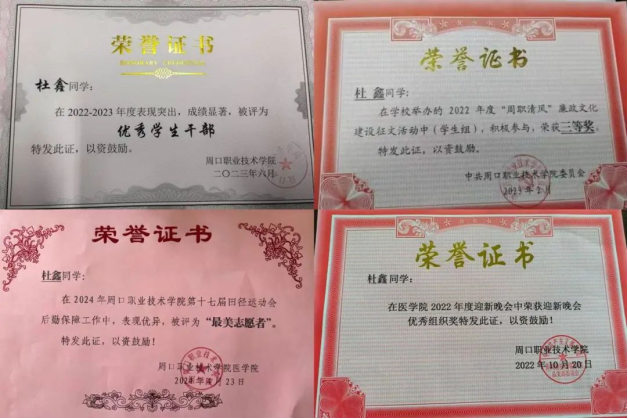 荣誉证书
杜鑫同学：
在2022-2023年度表现突出，成绩显著，被评为
优秀学生干部
特发此证，以资鼓励。
周口职业技术学院
二〇二三年六月
荣誉证书
杜鑫同学：
在学校举办的2022年度“周职清风”廉政文化
建设征文活动中（学生组），积极参与，荣获三等奖。
特发此证，以资鼓励。
中共周口职业技术学院委员会
荣誉证书
杜鑫同学：
在2024年周口职业技术学院第十七届田径运动会
后勤保障工作中，表现优异，被评为“最美志愿者”。
特发此证，以资鼓励！
周口职业技术学院医学院
荣誉证书
杜鑫同学：
在医学院2022年度迎新晚会中荣获迎新晚会
优秀组织奖特发此证，以资鼓励！
周口职业技术学院
2022年10月20日